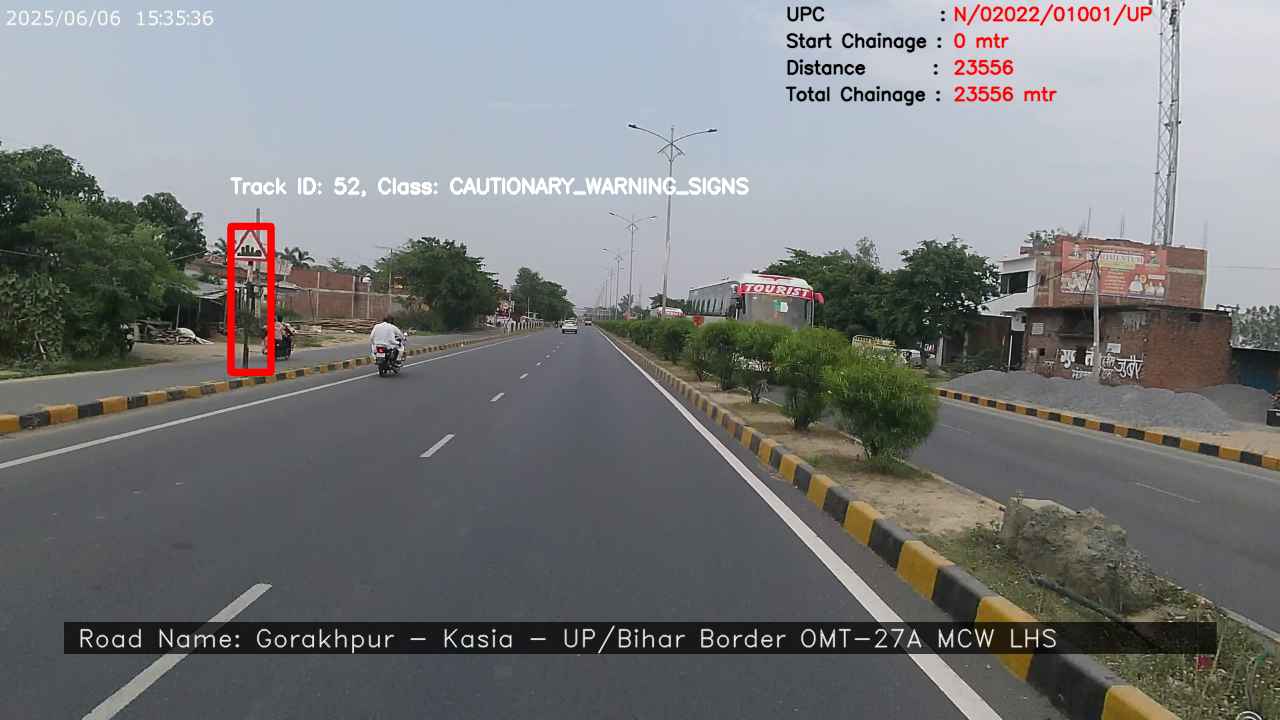 2025/06/06 15:35:36
UPC : N/02022/01001/UP
Start Chainage : 0 mtr
Distance : 23556
Total Chainage : 23556 mtr
Track ID: 52, Class: CAUTIONARY_WARNING_SIGNS
TOURIST
Road Name: Gorakhpur - Kasia - UP/Bihar Border OMT-27A MCW LHS